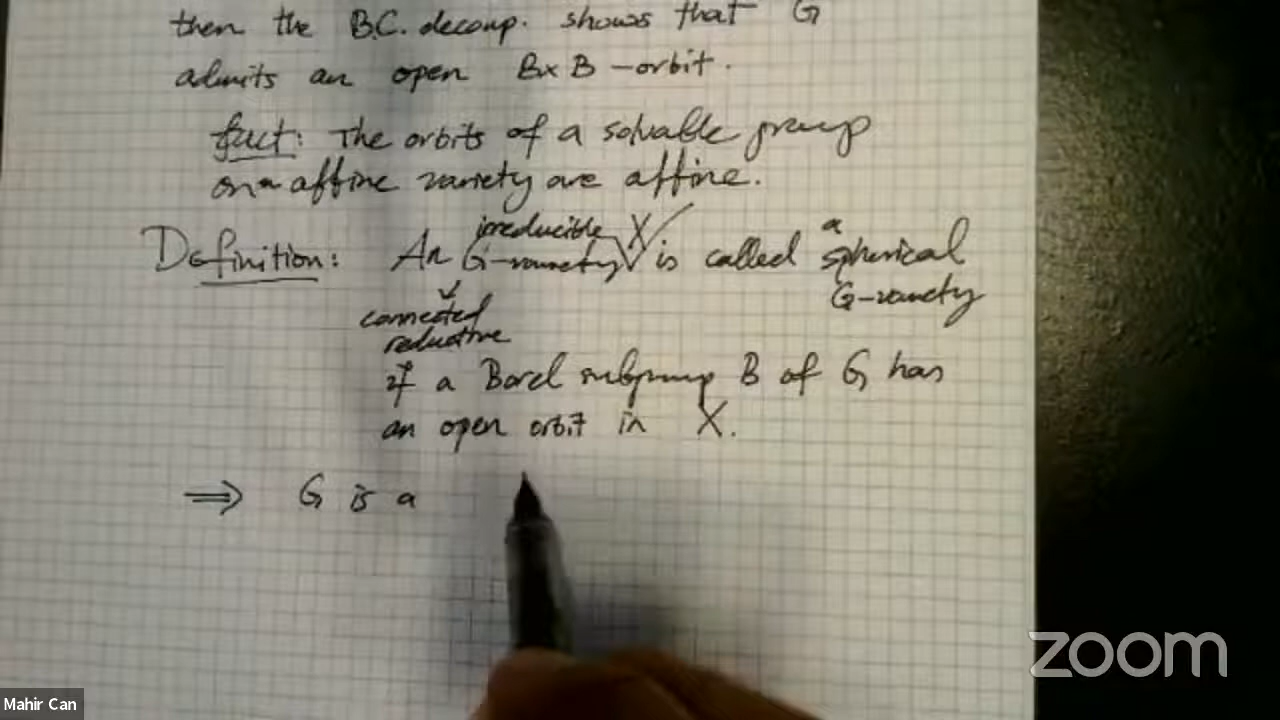 then the B.C. decomp. shows that G
admits an open B×B-orbit.
fact: The orbits of a solvable group
on a affine variety are affine.
Definition: An irreducible G-variety X is called a spherical
G-variety
connected
reductive
if a Borel subgroup B of G has
an open orbit in X.
⟹ G is a
zoom
Mahir Can